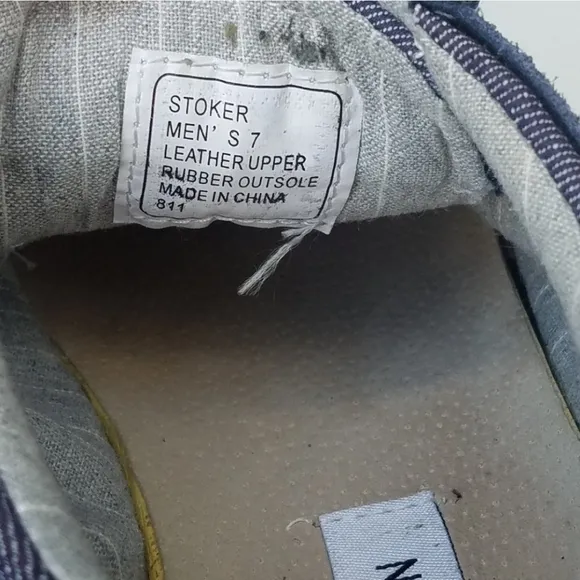 STOKER
MEN' S 7
LEATHER UPPER
RUBBER OUTSOLE
MADE IN CHINA
811
N